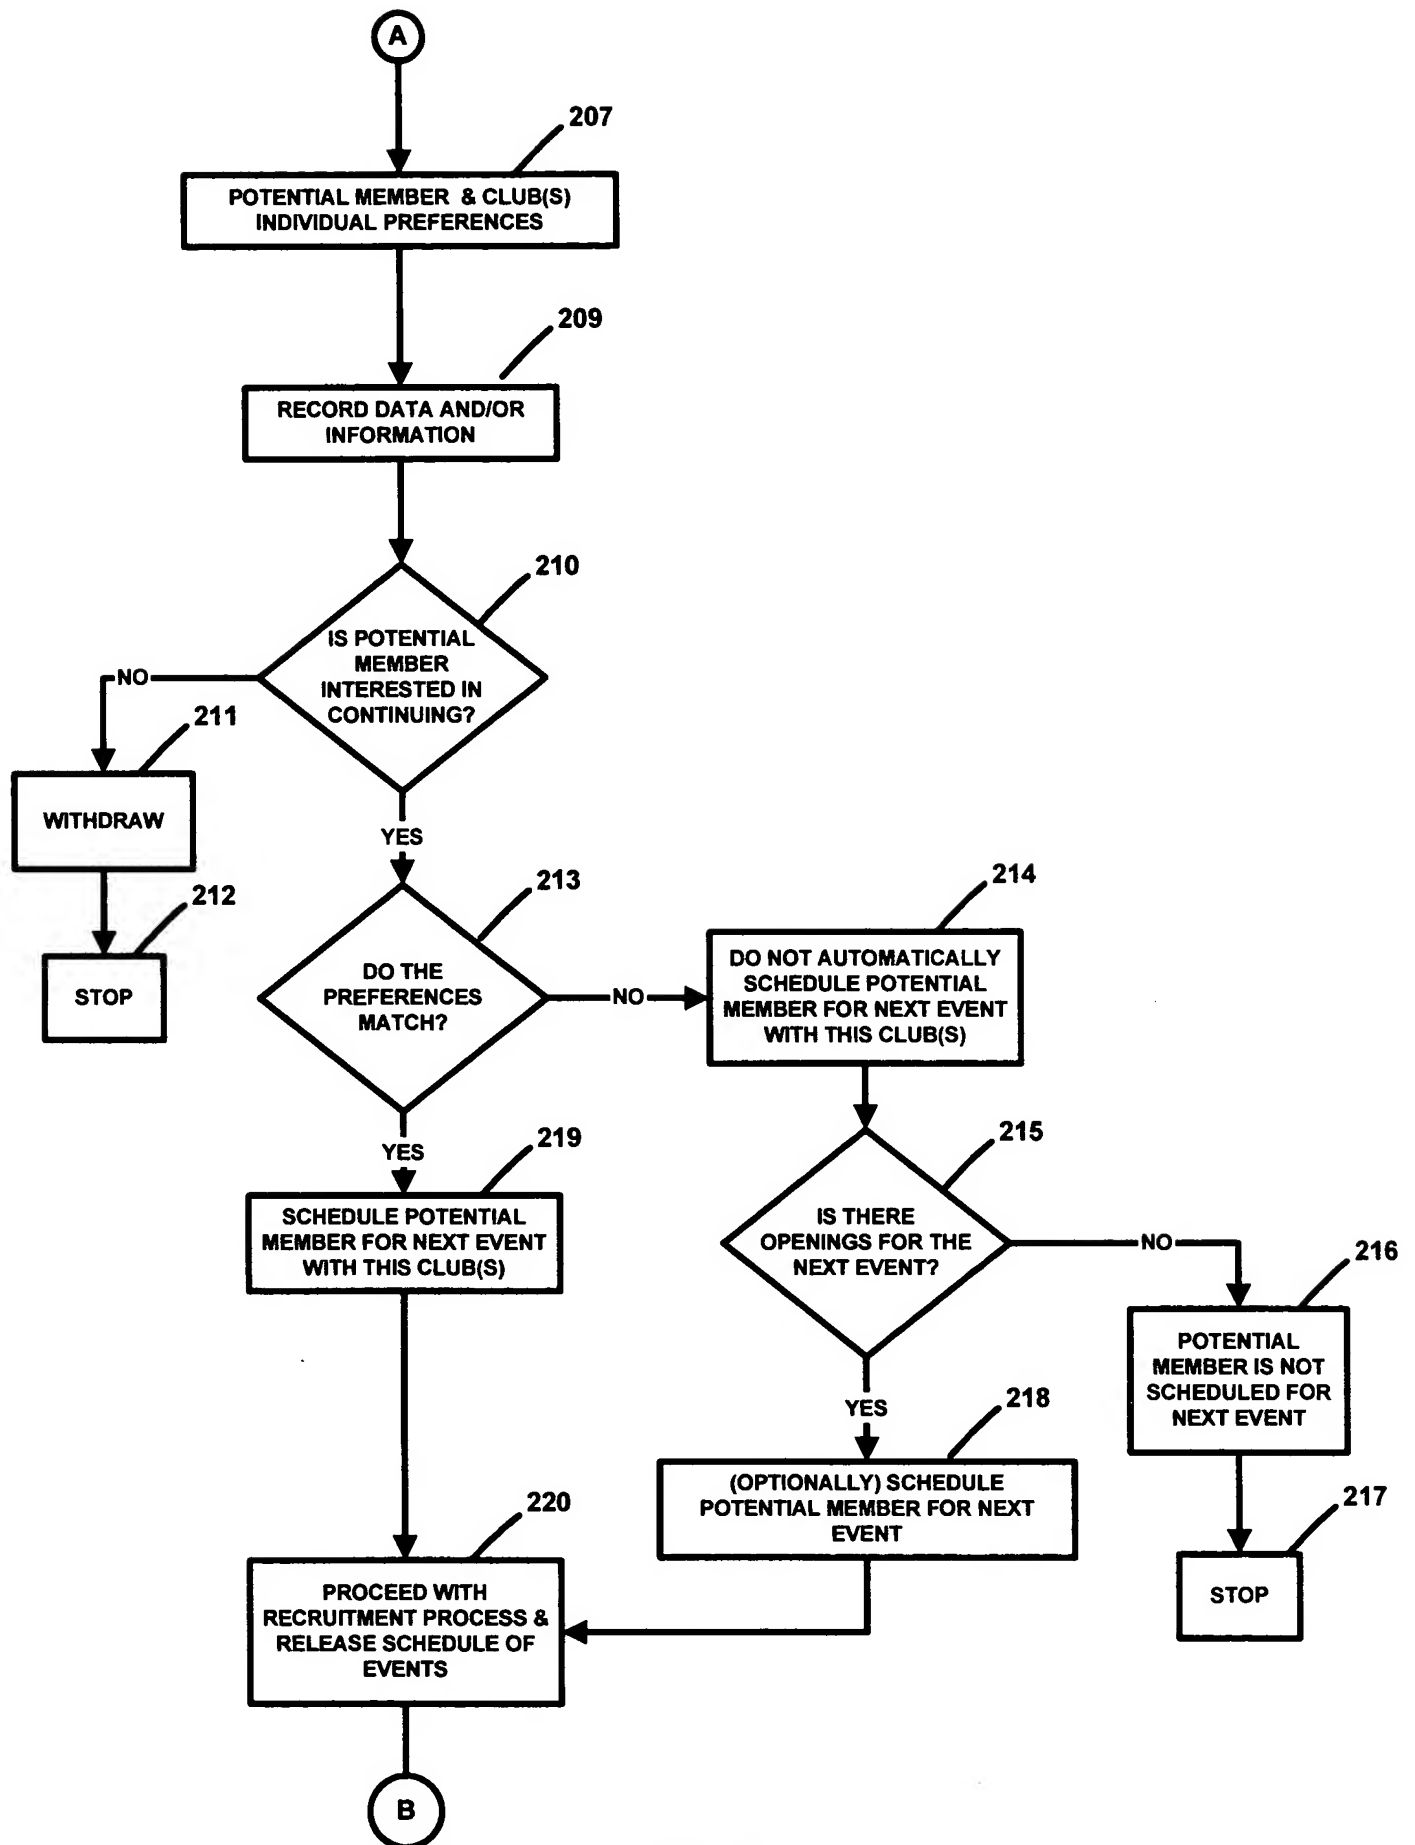 A
207
POTENTIAL MEMBER & CLUB(S)
INDIVIDUAL PREFERENCES
209
RECORD DATA AND/OR
INFORMATION
210
IS POTENTIAL
MEMBER
INTERESTED IN
CONTINUING?
NO
211
WITHDRAW
212
STOP
YES
213
DO THE
PREFERENCES
MATCH?
NO
214
DO NOT AUTOMATICALLY
SCHEDULE POTENTIAL
MEMBER FOR NEXT EVENT
WITH THIS CLUB(S)
215
IS THERE
OPENINGS FOR THE
NEXT EVENT?
NO
216
POTENTIAL
MEMBER IS NOT
SCHEDULED FOR
NEXT EVENT
217
STOP
YES
218
(OPTIONALLY) SCHEDULE
POTENTIAL MEMBER FOR NEXT
EVENT
YES
219
SCHEDULE POTENTIAL
MEMBER FOR NEXT EVENT
WITH THIS CLUB(S)
220
PROCEED WITH
RECRUITMENT PROCESS &
RELEASE SCHEDULE OF
EVENTS
B